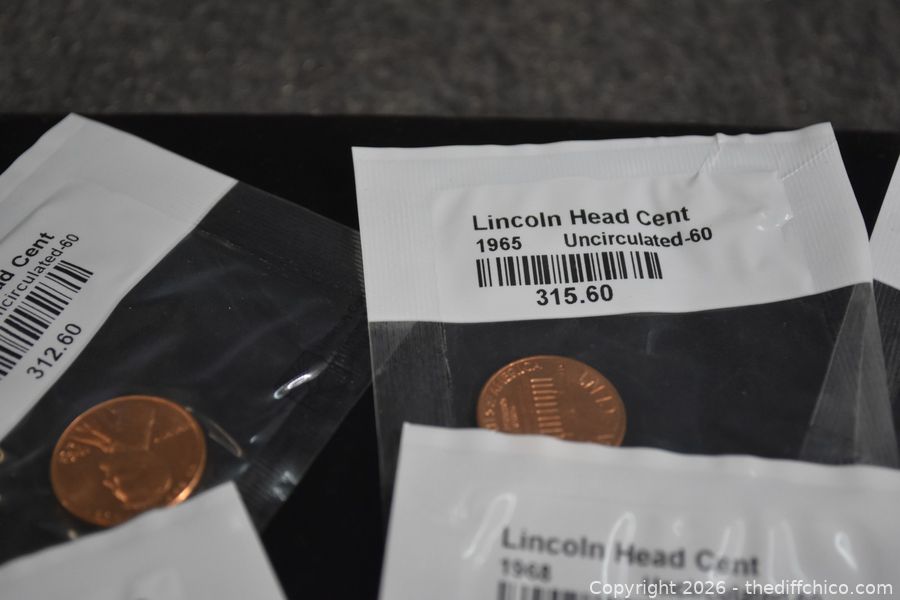 ad Cent
ncirculated-60
312.60
Lincoln Head Cent
1965 Uncirculated-60
315.60
Lincoln Head Cent
1968
Copyright 2026 - thediffchico.com